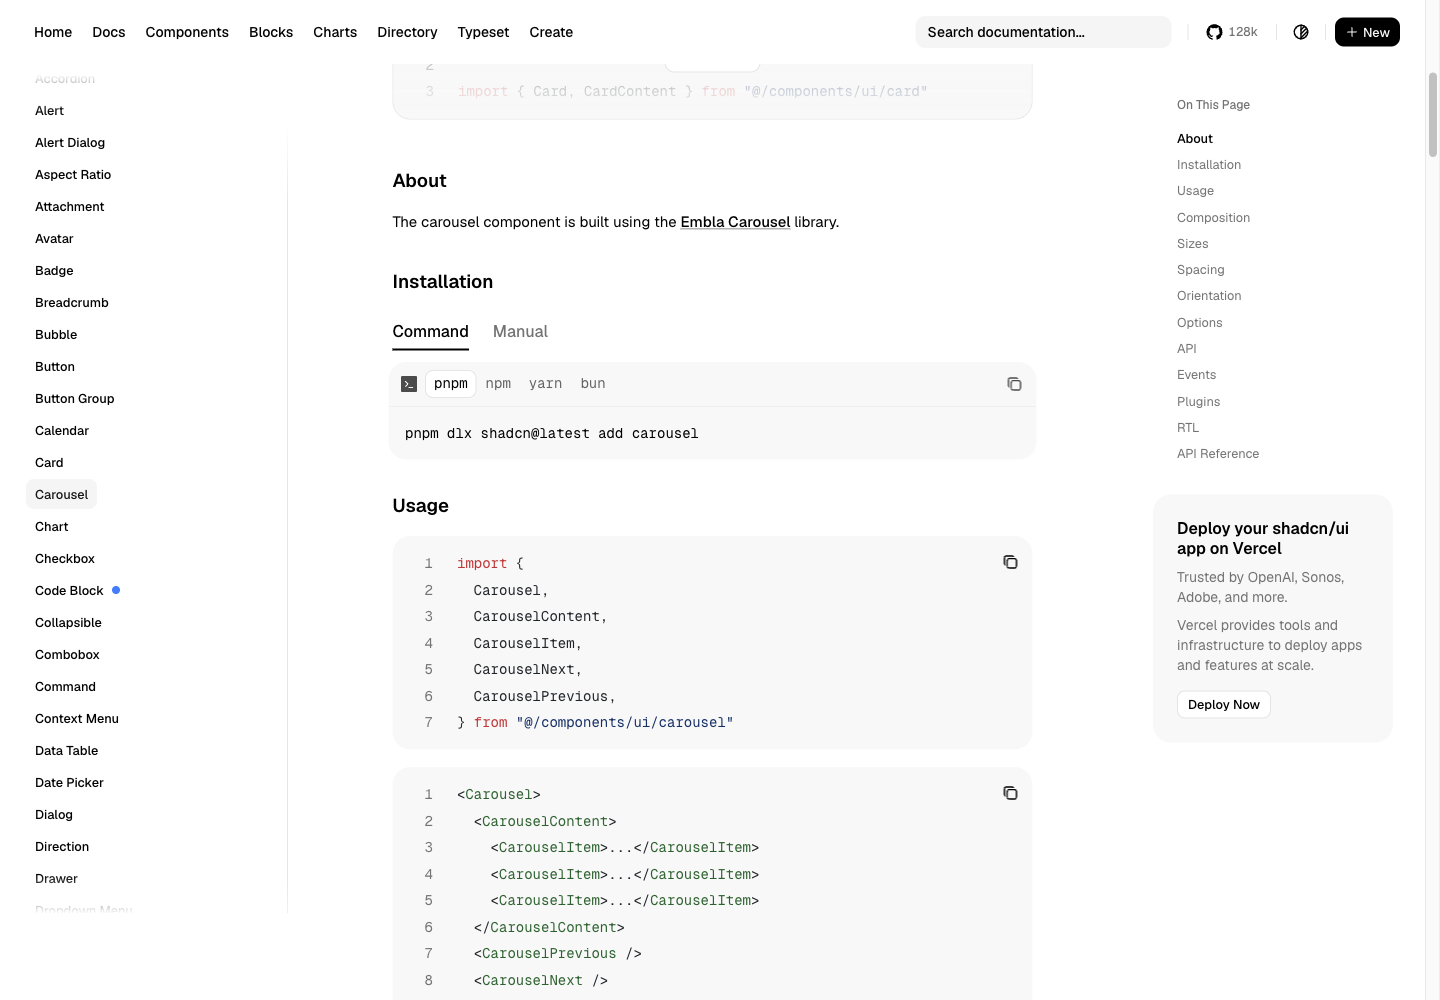 Home Docs Components Blocks Charts Directory Typeset Create
Search documentation...
128k
New
Accordion
Alert
Alert Dialog
Aspect Ratio
Attachment
Avatar
Badge
Breadcrumb
Bubble
Button
Button Group
Calendar
Card
Carousel
Chart
Checkbox
Code Block
Collapsible
Combobox
Command
Context Menu
Data Table
Date Picker
Dialog
Direction
Drawer
Dropdown Menu
2
3 import { Card, CardContent } from "@/components/ui/card"
About
The carousel component is built using the Embla Carousel library.
Installation
Command Manual
pnpm npm yarn bun
pnpm dlx shadcn@latest add carousel
Usage
1 import {
2   Carousel,
3   CarouselContent,
4   CarouselItem,
5   CarouselNext,
6   CarouselPrevious,
7 } from "@/components/ui/carousel"
1 <Carousel>
2   <CarouselContent>
3     <CarouselItem>...</CarouselItem>
4     <CarouselItem>...</CarouselItem>
5     <CarouselItem>...</CarouselItem>
6   </CarouselContent>
7   <CarouselPrevious />
8   <CarouselNext />
On This Page
About
Installation
Usage
Composition
Sizes
Spacing
Orientation
Options
API
Events
Plugins
RTL
API Reference
Deploy your shadcn/ui
app on Vercel
Trusted by OpenAI, Sonos,
Adobe, and more.
Vercel provides tools and
infrastructure to deploy apps
and features at scale.
Deploy Now